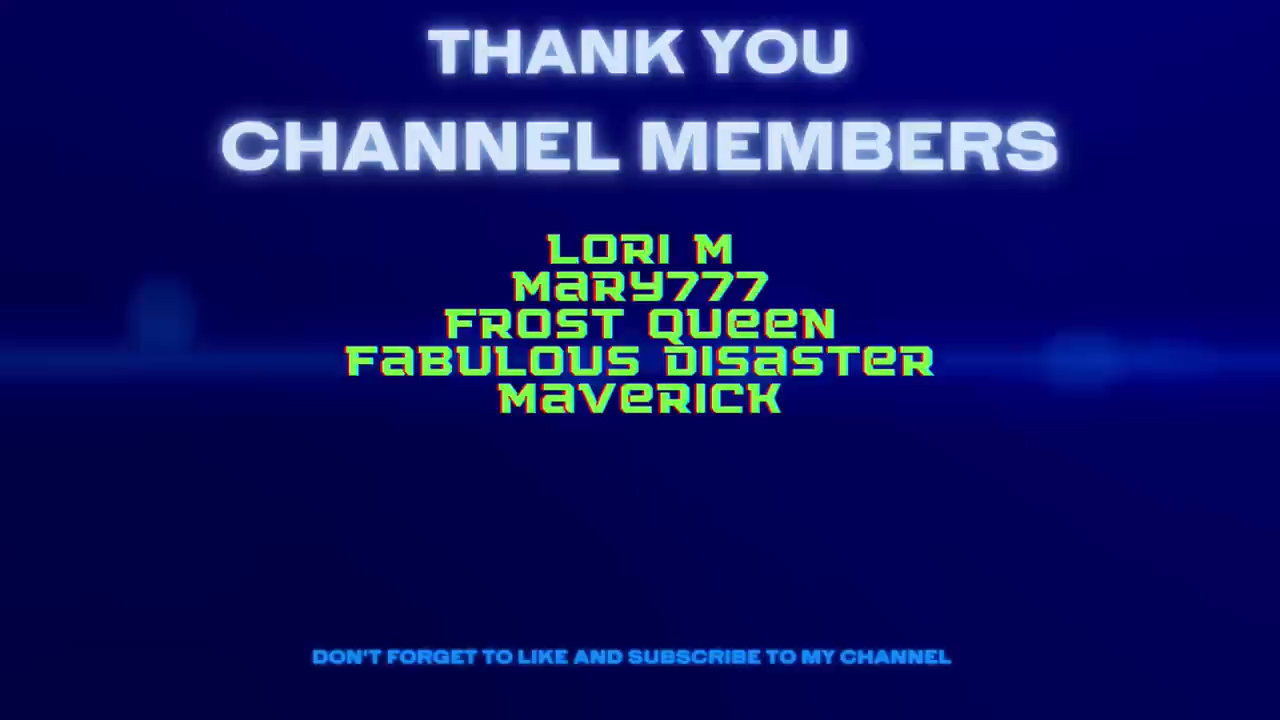 THANK YOU
CHANNEL MEMBERS
LORI M
MARY777
FROST QUEEN
FABULOUS DISASTER
MAVERICK
DON'T FORGET TO LIKE AND SUBSCRIBE TO MY CHANNEL